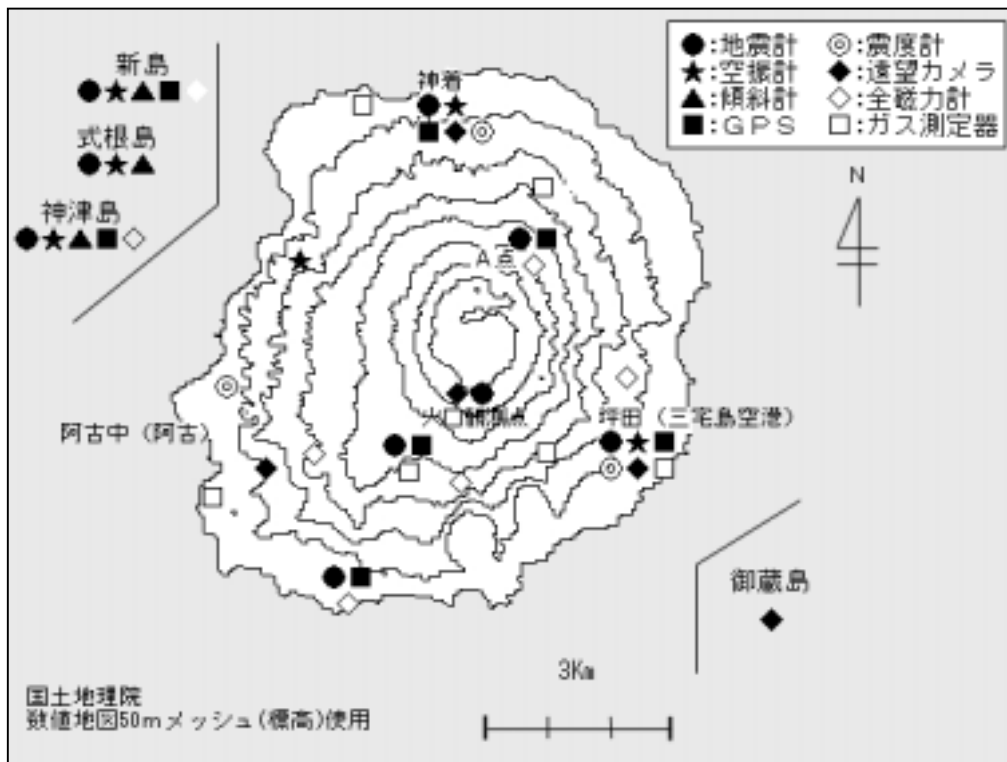 新島
●★▲■◆
式根島
●★▲
神津島
●★▲■◇
神着
●:地震計 ◎:震度計
★:空振計 ◆:遠望カメラ
▲:傾斜計 ◇:全磁力計
■:GPS □:ガス測定器
N
A点
阿古中(阿古)
坪田(三宅島空港)
御蔵島
3Km
国土地理院
数値地図50mメッシュ(標高)使用